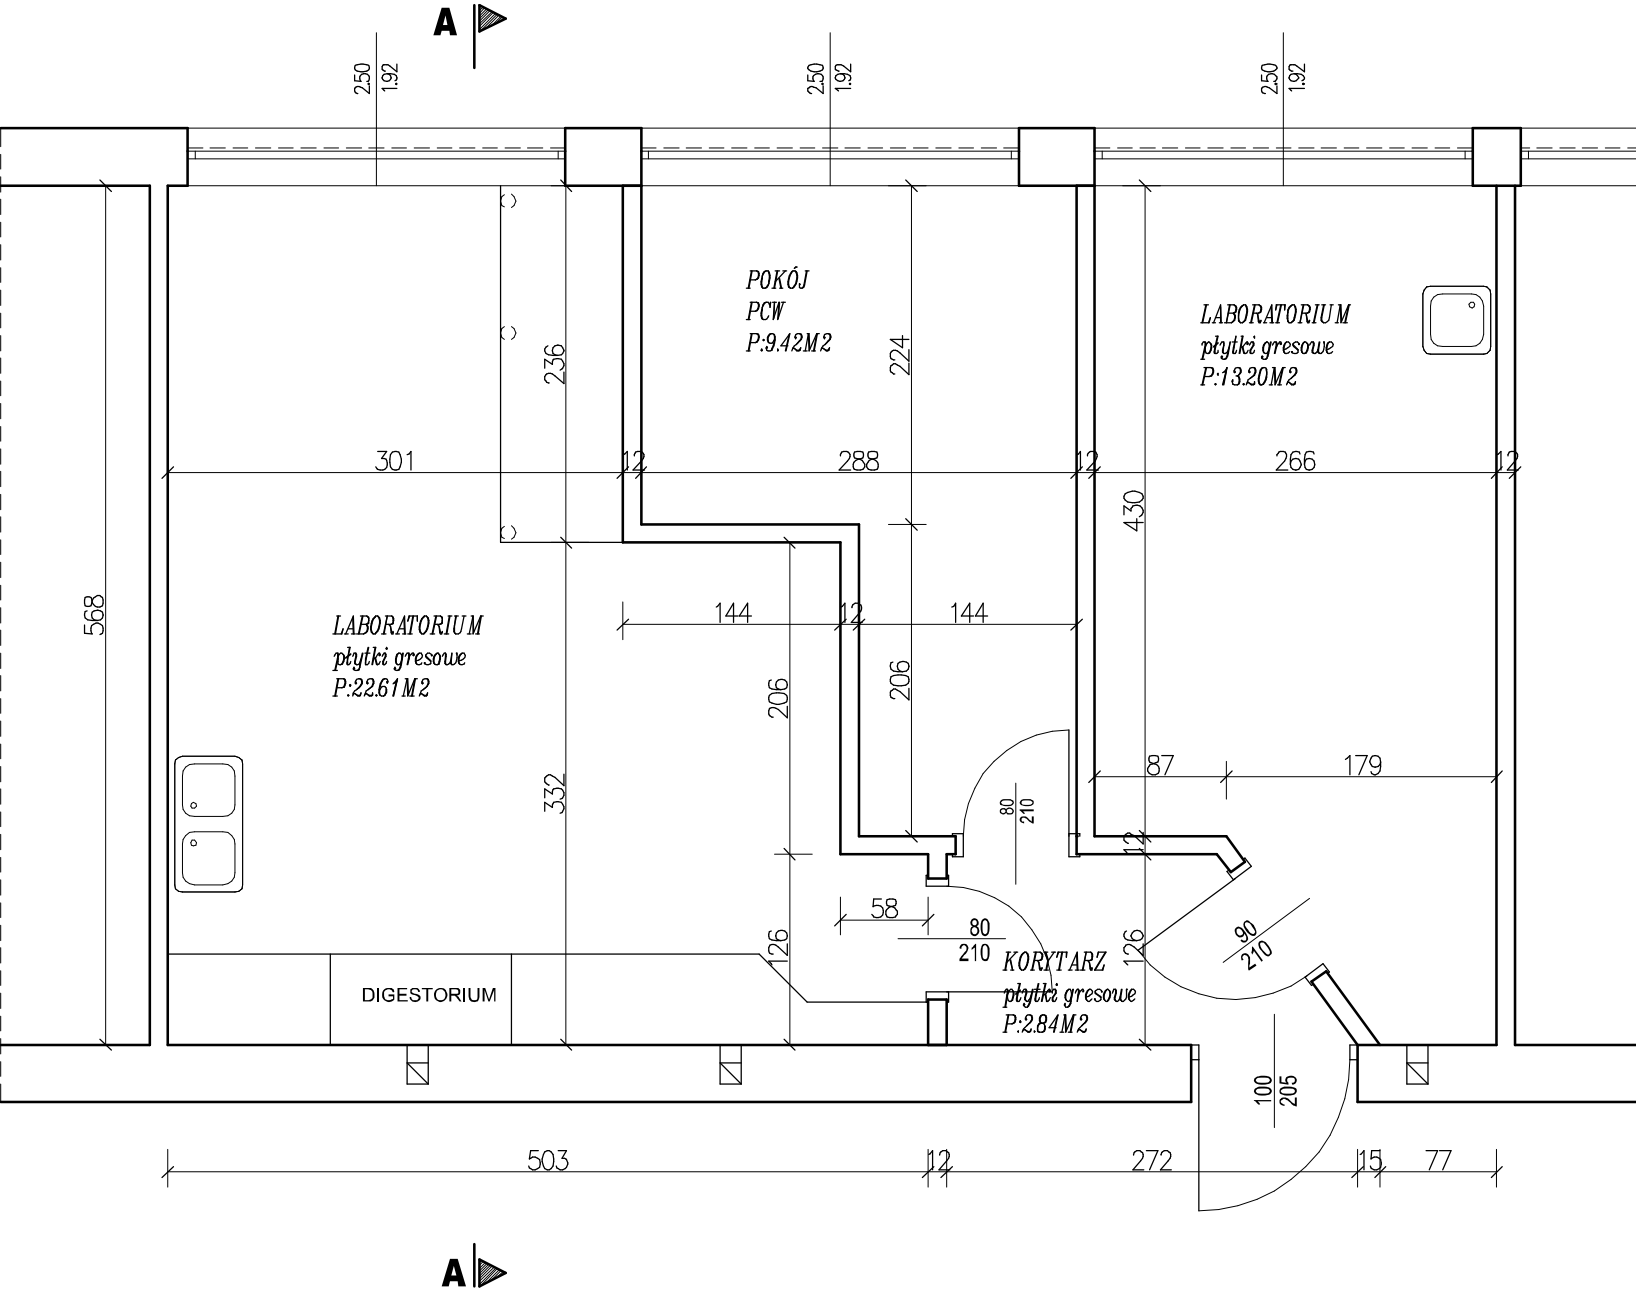 A
2.50
1.92
2.50
1.92
2.50
1.92
POKÓJ
PCW
P:9.42M2
LABORATORIUM
płytki gresowe
P:13.20M2
236
224
301
12
288
12
266
12
430
568
144
12
144
LABORATORIUM
płytki gresowe
P:22.61M2
206
206
332
87
179
80
210
12
58
80
210
126
126
90
210
KORYTARZ
płytki gresowe
P:2.84M2
DIGESTORIUM
100
205
503
12
272
15
77
A